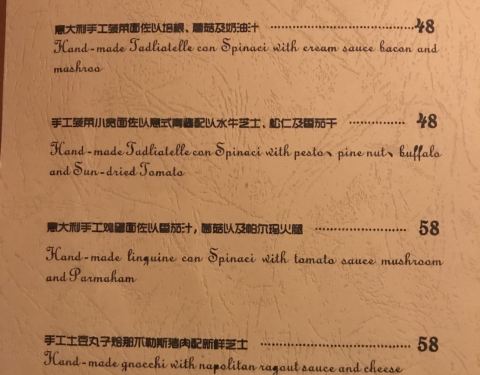 意大利手工菠菜面佐以培根、蘑菇及奶油汁 48
Hand-made Tadliatelle con Spinaci with cream sauce bacon and
mashroo
手工菠菜小宽面佐以意式青酱配以水牛芝士、松仁及番茄干 48
Hand-made Tadliatelle con Spinaci with pesto、pine nut、buffalo
and Sun-dried Tomato
意大利手工鸡蛋面佐以番茄汁，蘑菇以及帕尔玛火腿 58
Hand-made linguine con Spinaci with tomato sauce mushroom
and Parmaham
手工土豆丸子烩那不勒斯猪肉配新鲜芝士 58
Hand-made gnocchi with napolitan ragout sauce and cheese